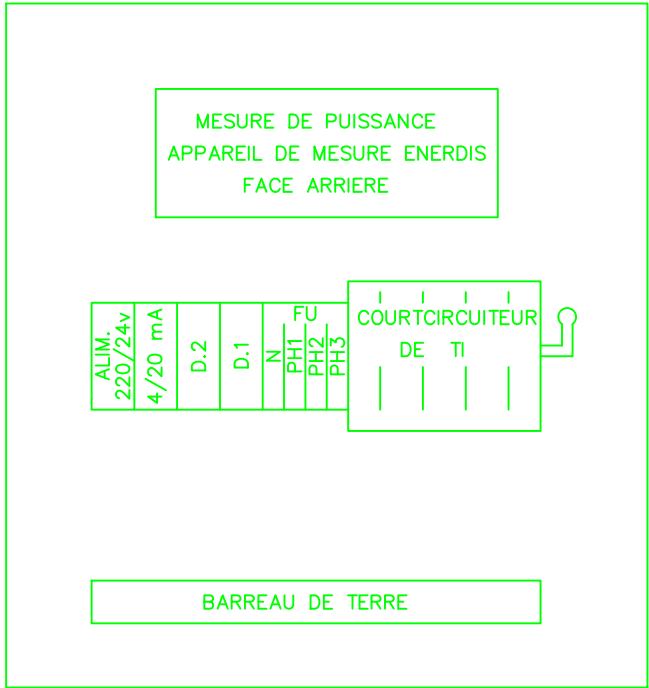 MESURE DE PUISSANCE
APPAREIL DE MESURE ENERDIS
FACE ARRIERE
ALIM.
220/24v
4/20 mA
D.2
D.1
N
FU
PH1
PH2
PH3
COURTCIRCUITEUR
DE TI
BARREAU DE TERRE